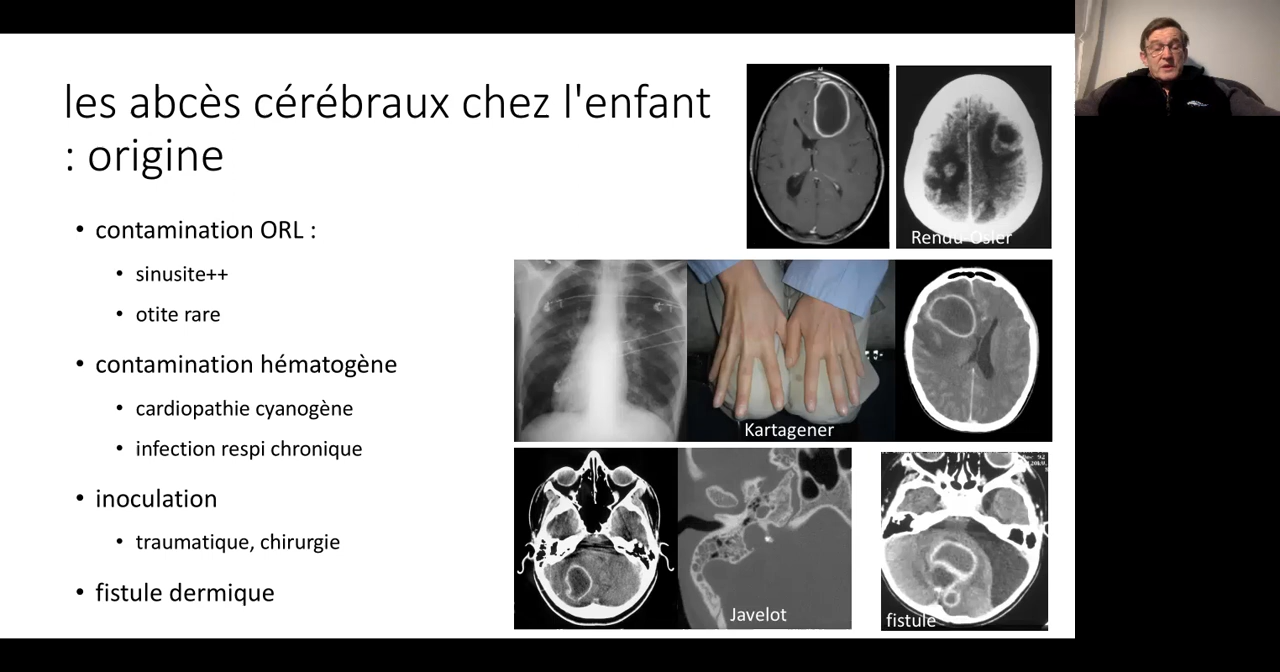 les abcès cérébraux chez l'enfant
: origine
• contamination ORL :
• sinusite++
• otite rare
• contamination hématogène
• cardiopathie cyanogène
• infection respi chronique
• inoculation
• traumatique, chirurgie
• fistule dermique
Rendu Osler
Kartagener
Javelot
fistule